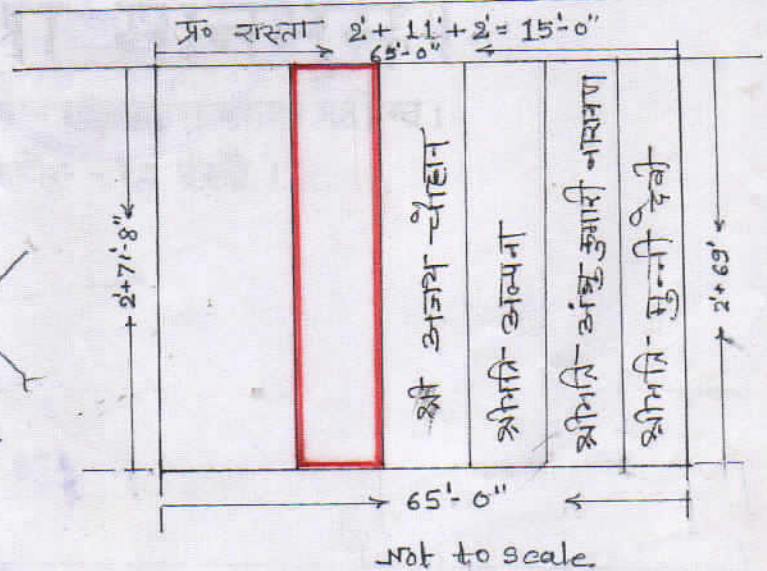 प्र० रास्ता 2' + 11' + 2' = 15'-0"
65'-0"
2'+71'-8"
श्री अजय चौहान
श्रीमति अल्पना
श्रीमति अंशु कुमारी नारायण
श्रीमति मुन्नी देवी
2'+69'
65'-0"
Not to scale